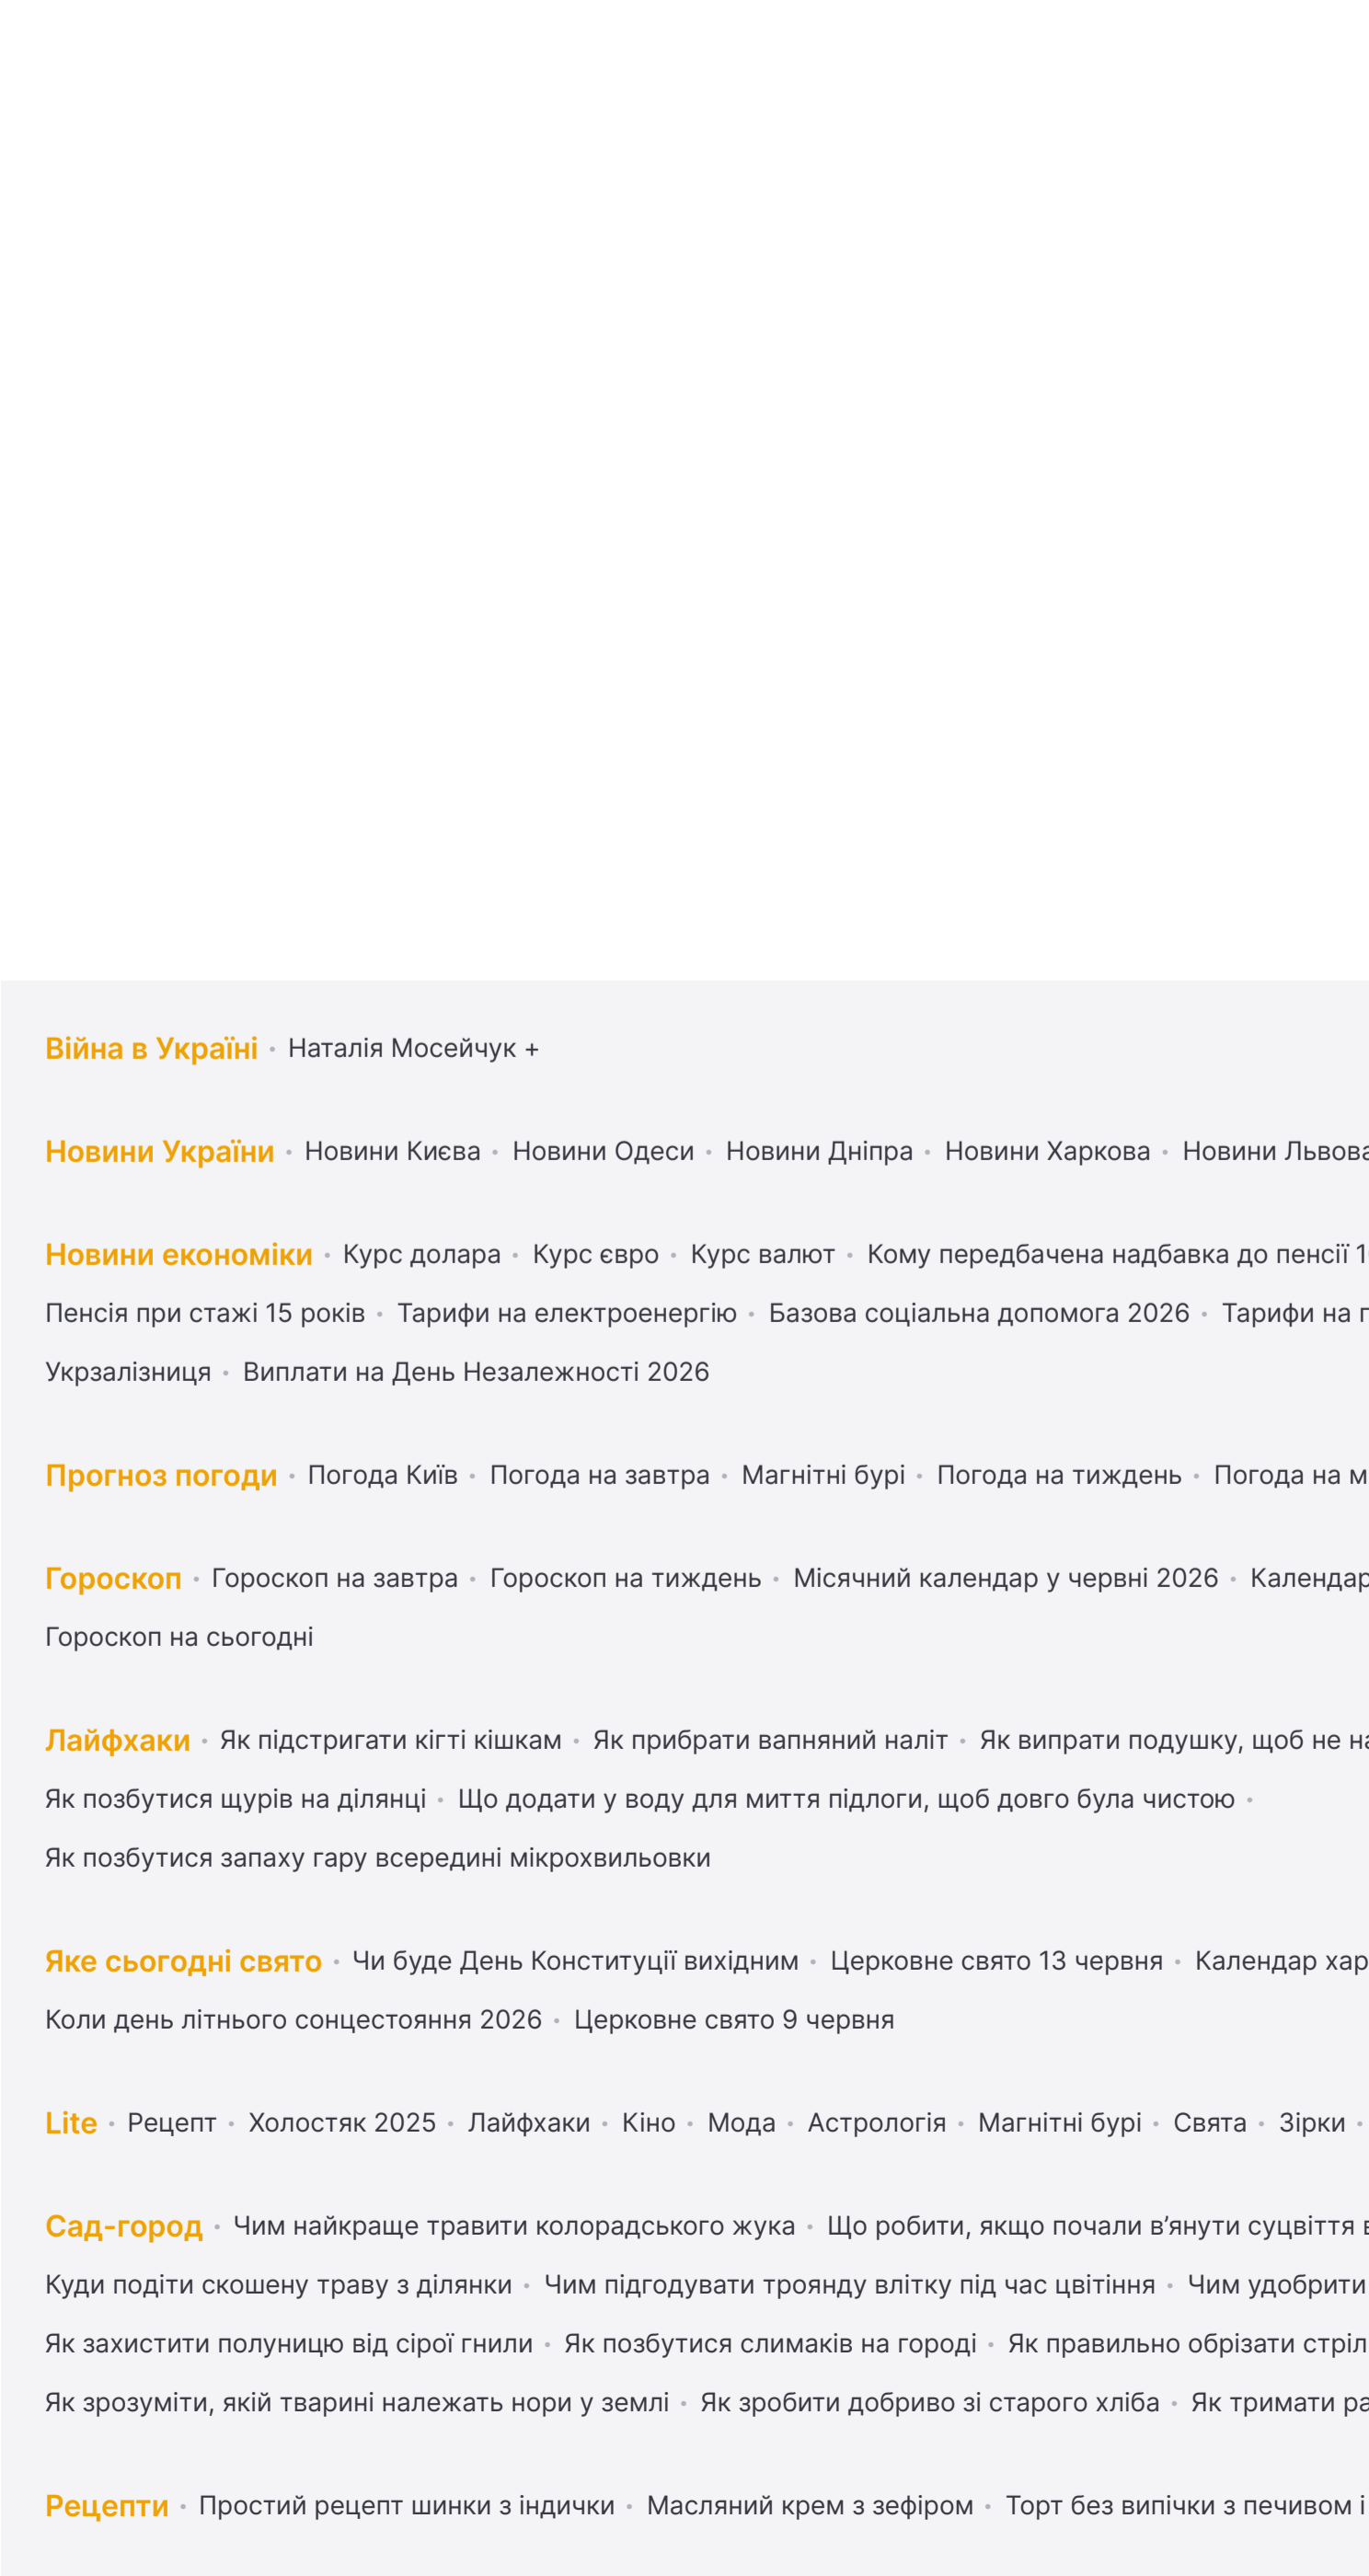 Війна в Україні • Наталія Мосейчук +
Новини України • Новини Києва • Новини Одеси • Новини Дніпра • Новини Харкова • Новини Львова
Новини економіки • Курс долара • Курс євро • Курс валют • Кому передбачена надбавка до пенсії
Пенсія при стажі 15 років • Тарифи на електроенергію • Базова соціальна допомога 2026 • Тарифи на
Укрзалізниця • Виплати на День Незалежності 2026
Прогноз погоди • Погода Київ • Погода на завтра • Магнітні бурі • Погода на тиждень • Погода на
Гороскоп • Гороскоп на завтра • Гороскоп на тиждень • Місячний календар у червні 2026 • Календар
Гороскоп на сьогодні
Лайфхаки • Як підстригати кігті кішкам • Як прибрати вапняний наліт • Як випрати подушку, щоб не
Як позбутися щурів на ділянці • Що додати у воду для миття підлоги, щоб довго була чистою •
Як позбутися запаху гару всередині мікрохвильовки
Яке сьогодні свято • Чи буде День Конституції вихідним • Церковне свято 13 червня • Календар
Коли день літнього сонцестояння 2026 • Церковне свято 9 червня
Lite • Рецепт • Холостяк 2025 • Лайфхаки • Кіно • Мода • Астрологія • Магнітні бурі • Свята • Зірки •
Сад-город • Чим найкраще травити колорадського жука • Що робити, якщо почали в’янути суцвіття
Куди подіти скошену траву з ділянки • Чим підгодувати троянду влітку під час цвітіння • Чим удобрити
Як захистити полуницю від сірої гнили • Як позбутися слимаків на городі • Як правильно обрізати
Як зрозуміти, якій тварині належать нори у землі • Як зробити добриво зі старого хліба • Як тримати
Рецепти • Простий рецепт шинки з індички • Масляний крем з зефіром • Торт без випічки з печивом і